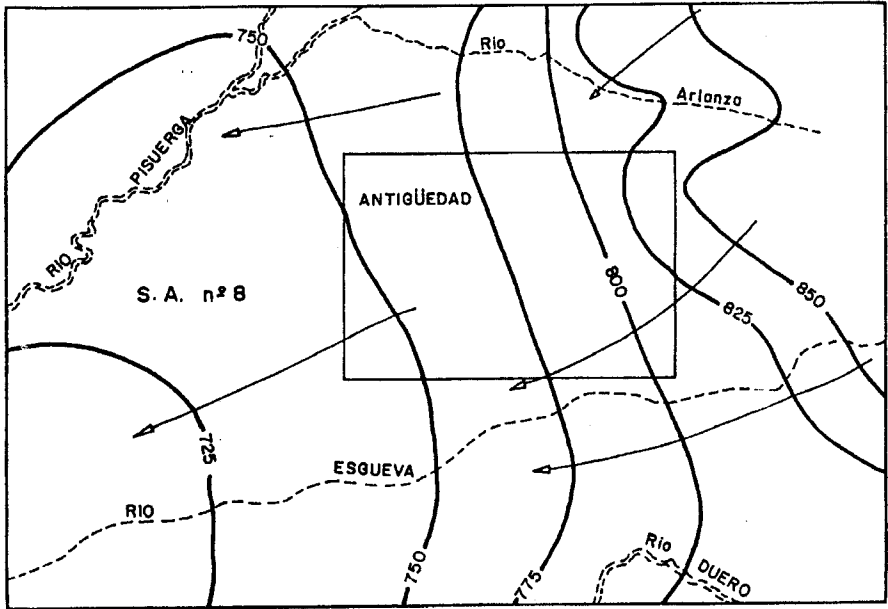 750
Rio
Arlanza
RIO PISUERGA
ANTIGÜEDAD
S. A. nº 8
800
850
825
725
ESGUEVA
RIO
750
775
Rio
DUERO